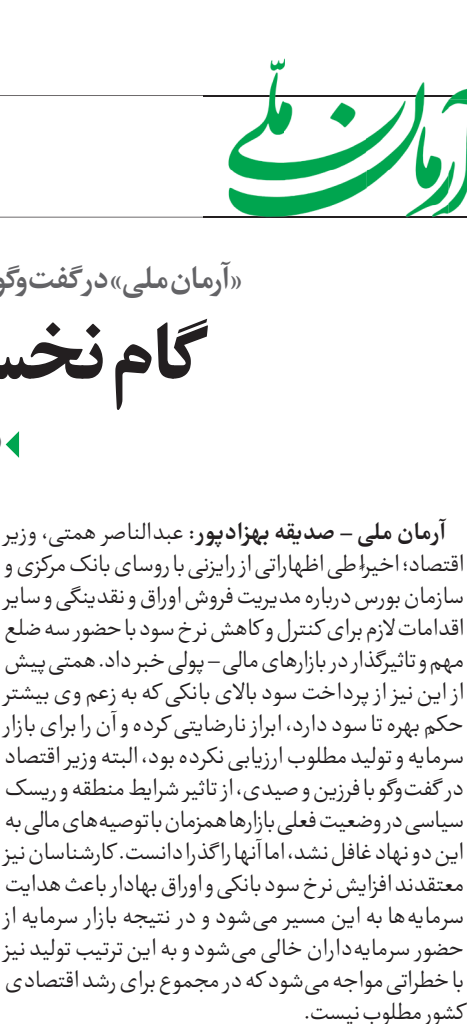 آرمان ملی
«آرمان ملی» در گفت‌وگو
گام نخس
آرمان ملی – صدیقه بهزادپور: عبدالناصر همتی، وزیر
اقتصاد؛ اخیرا طی اظهاراتی از رایزنی با روسای بانک مرکزی و
سازمان بورس درباره مدیریت فروش اوراق و نقدینگی و سایر
اقدامات لازم برای کنترل و کاهش نرخ سود با حضور سه ضلع
مهم و تاثیرگذار در بازارهای مالی – پولی خبر داد. همتی پیش
از این نیز از پرداخت سود بالای بانکی که به زعم وی بیشتر
حکم بهره تا سود دارد، ابراز نارضایتی کرده و آن را برای بازار
سرمایه و تولید مطلوب ارزیابی نکرده بود، البته وزیر اقتصاد
در گفت‌وگو با فرزین و صیدی، از تاثیر شرایط منطقه و ریسک
سیاسی در وضعیت فعلی بازارها همزمان با توصیه‌های مالی به
این دو نهاد غافل نشد، اما آنها را گذرا دانست. کارشناسان نیز
معتقدند افزایش نرخ سود بانکی و اوراق بهادار باعث هدایت
سرمایه‌ها به این مسیر می‌شود و در نتیجه بازار سرمایه از
حضور سرمایه‌داران خالی می‌شود و به این ترتیب تولید نیز
با خطراتی مواجه می‌شود که در مجموع برای رشد اقتصادی
کشور مطلوب نیست.